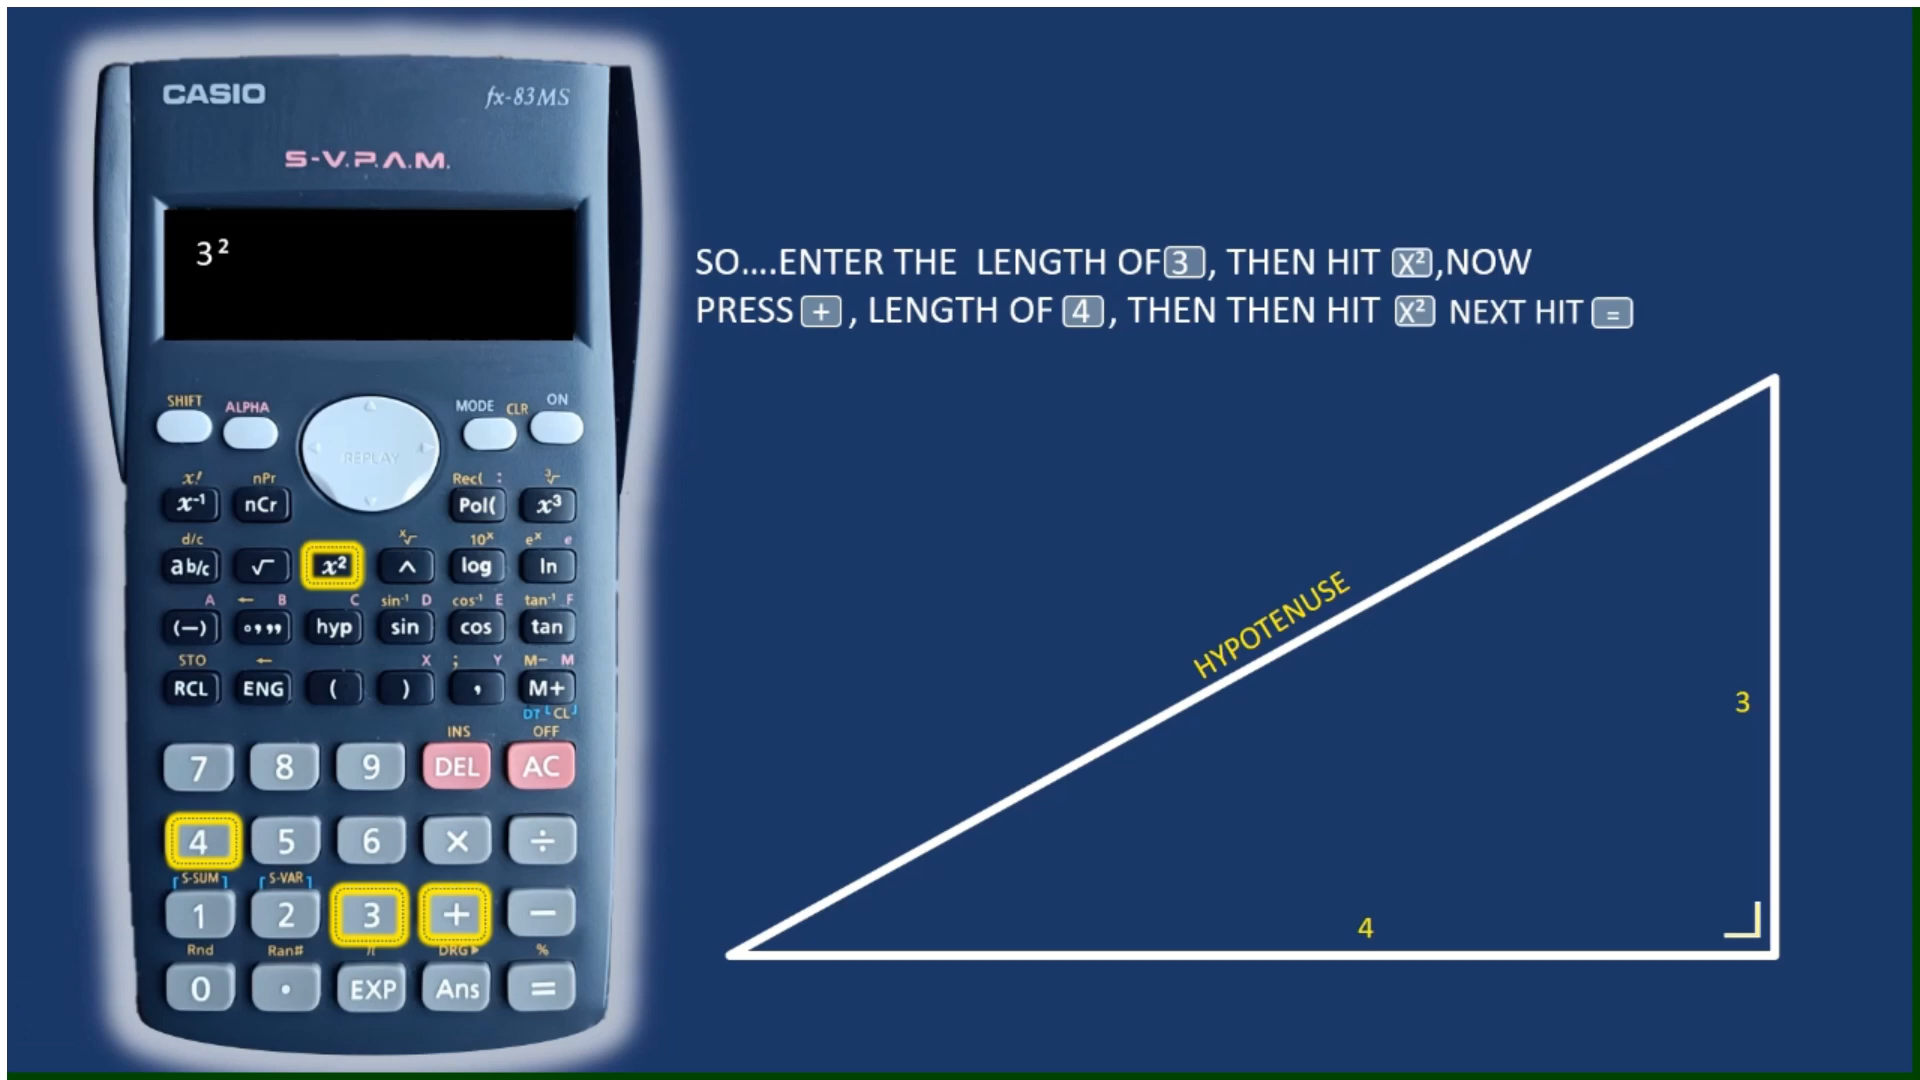 CASIO fx-83MS
S-V.P.A.M.
3²
SO....ENTER THE LENGTH OF 3 , THEN HIT X² ,NOW
PRESS + , LENGTH OF 4 , THEN THEN HIT X² NEXT HIT =
SHIFT ALPHA MODE CLR ON
REPLAY
x! nPr Rec( : ³√
x⁻¹ nCr Pol( x³
d/c ˣ√ 10ˣ eˣ e
ab/c √ x² ^ log ln
A ← B C sin⁻¹ D cos⁻¹ E tan⁻¹ F
(—) °,,, hyp sin cos tan
STO ← X ; Y M− M
RCL ENG ( ) , M+
DT CL
INS OFF
7 8 9 DEL AC
4 5 6 × ÷
S-SUM S-VAR
1 2 3 + −
Rnd Ran# π DRG▶ %
0 . EXP Ans =
HYPOTENUSE
3
4